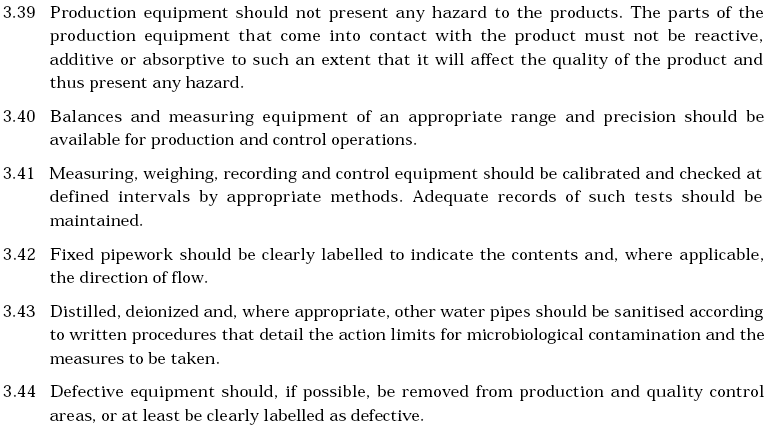 3.39 Production equipment should not present any hazard to the products. The parts of the
production equipment that come into contact with the product must not be reactive,
additive or absorptive to such an extent that it will affect the quality of the product and
thus present any hazard.
3.40 Balances and measuring equipment of an appropriate range and precision should be
available for production and control operations.
3.41 Measuring, weighing, recording and control equipment should be calibrated and checked at
defined intervals by appropriate methods. Adequate records of such tests should be
maintained.
3.42 Fixed pipework should be clearly labelled to indicate the contents and, where applicable,
the direction of flow.
3.43 Distilled, deionized and, where appropriate, other water pipes should be sanitised according
to written procedures that detail the action limits for microbiological contamination and the
measures to be taken.
3.44 Defective equipment should, if possible, be removed from production and quality control
areas, or at least be clearly labelled as defective.